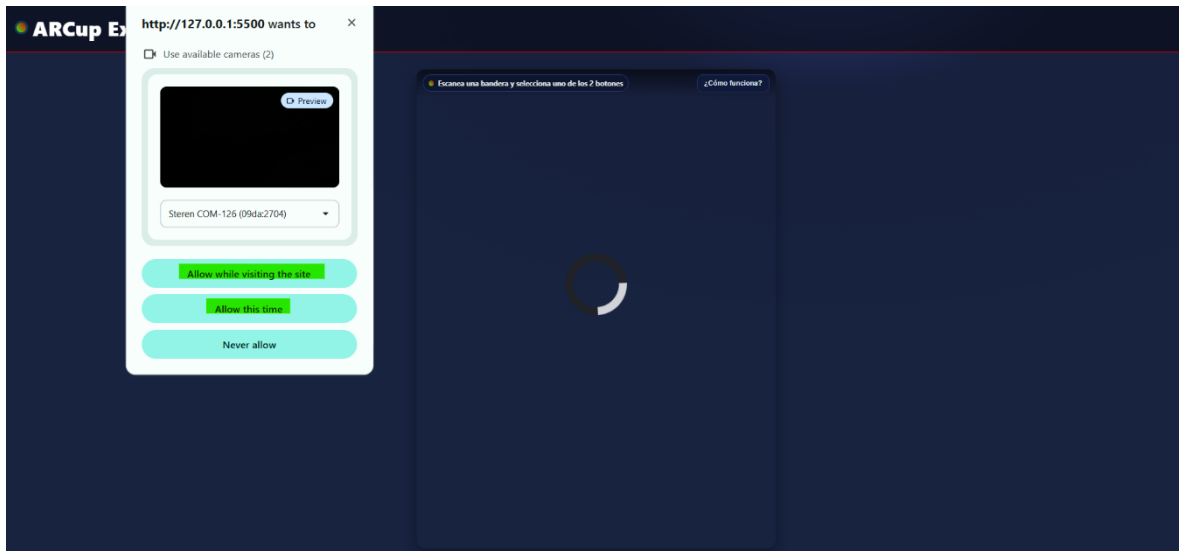 ARCup
http://127.0.0.1:5500 wants to
Use available cameras (2)
Preview
Steren COM-126 (09da:2704)
Allow while visiting the site
Allow this time
Never allow
Escanea una bandera y selecciona uno de los 2 botones
¿Cómo funciona?